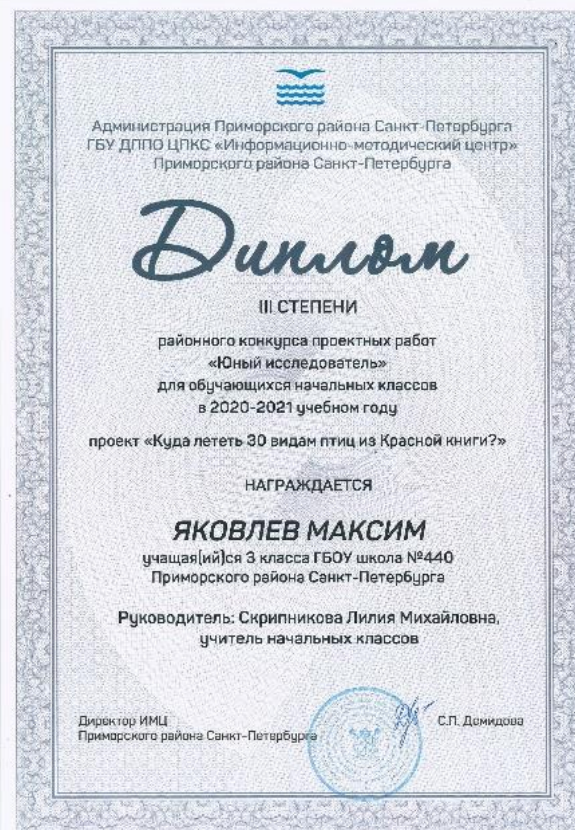 Администрация Приморского района Санкт-Петербурга
ГБУ ДППО ЦПКС «Информационно-методический центр»
Приморского района Санкт-Петербурга
Диплом
III СТЕПЕНИ
районного конкурса проектных работ
«Юный исследователь»
для обучающихся начальных классов
в 2020-2021 учебном году
проект «Куда лететь 30 видам птиц из Красной книги?»
НАГРАЖДАЕТСЯ
ЯКОВЛЕВ МАКСИМ
учащая(ий)ся 3 класса ГБОУ школа №440
Приморского района Санкт-Петербурга
Руководитель: Скрипникова Лилия Михайловна,
учитель начальных классов
Директор ИМЦ
Приморского района Санкт-Петербурга
С.П. Демидова